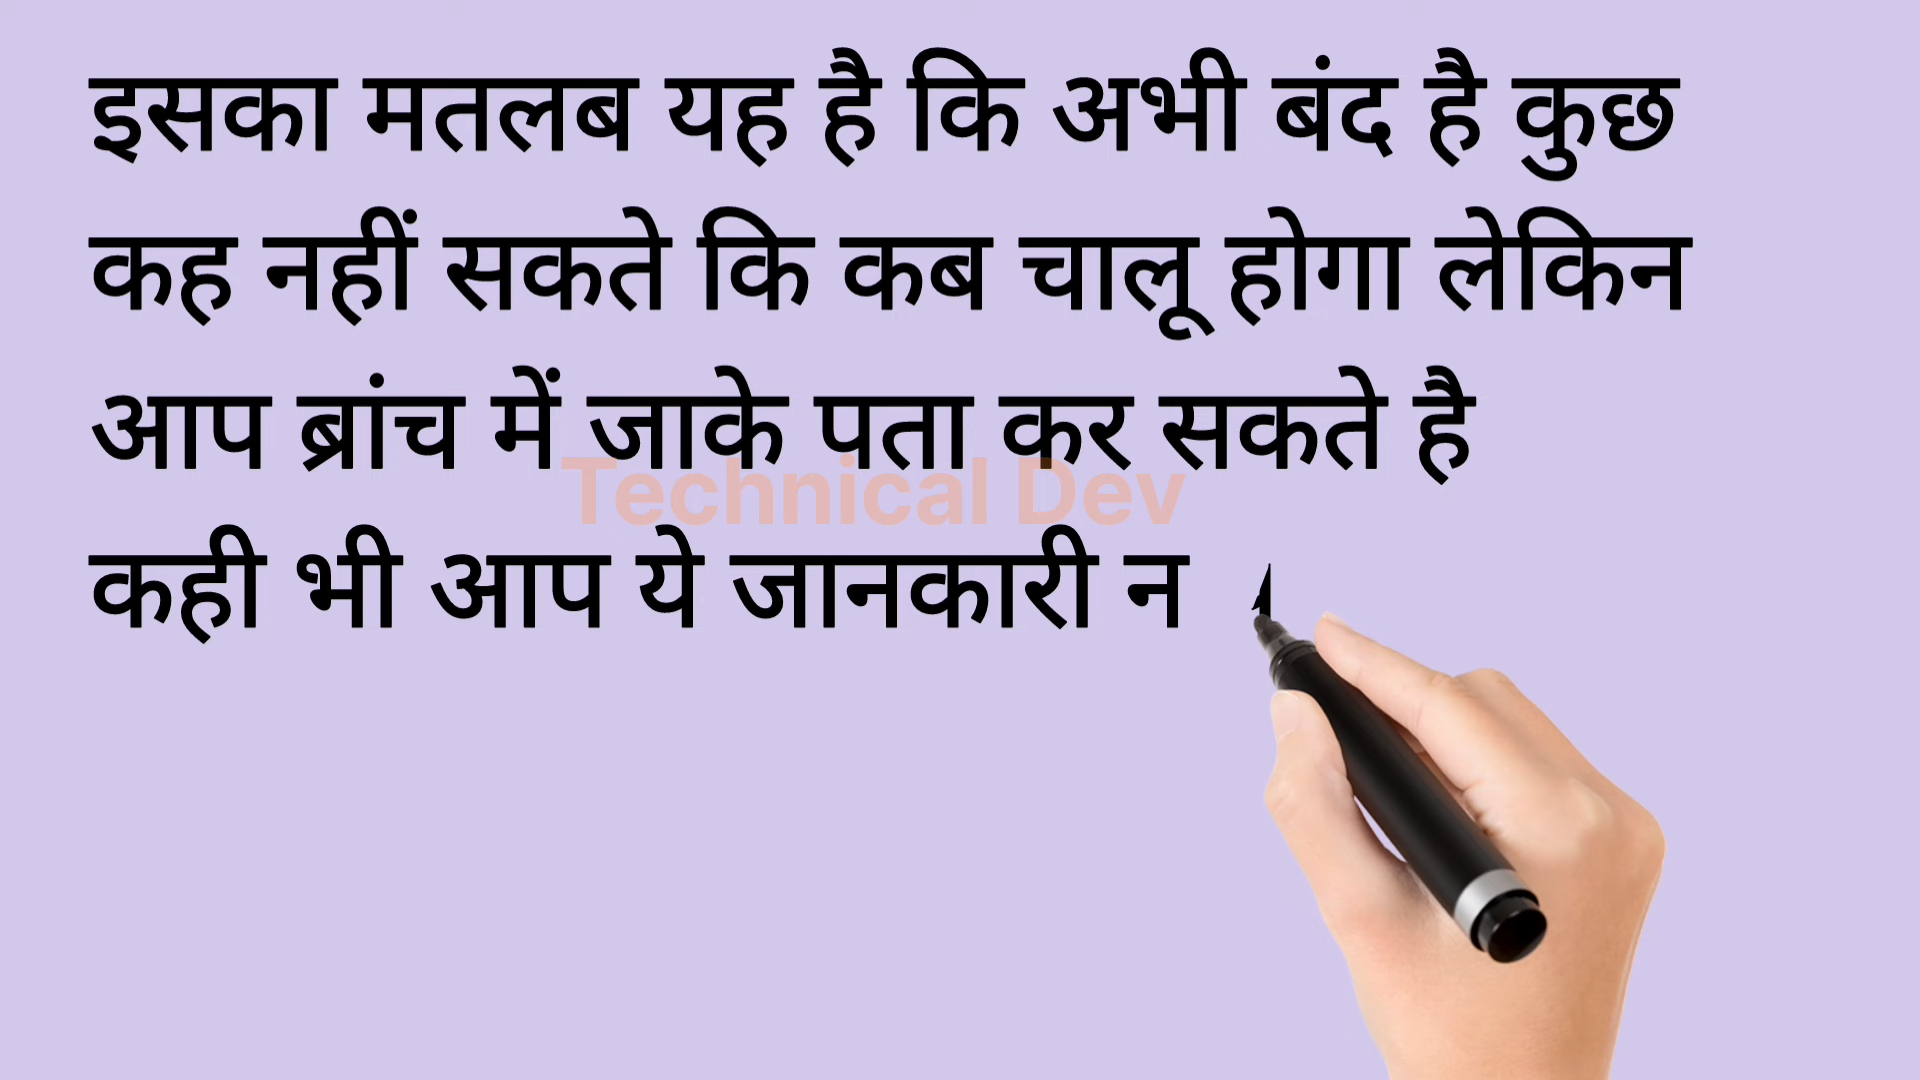 इसका मतलब यह है कि अभी बंद है कुछ
कह नहीं सकते कि कब चालू होगा लेकिन
आप ब्रांच में जाके पता कर सकते है
Technical Dev
कही भी आप ये जानकारी न